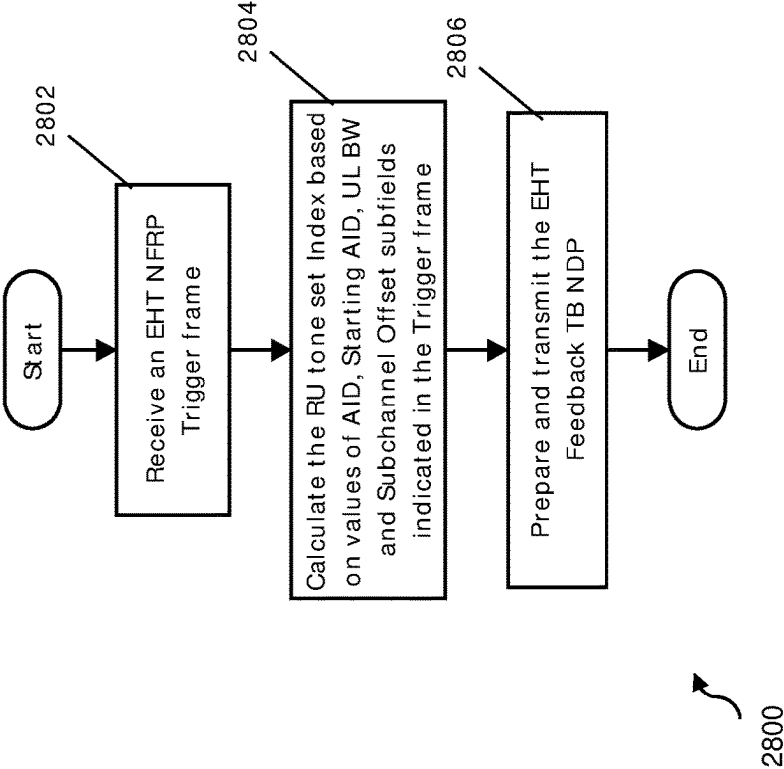 Start
2802
Receive an EHT NFRP
Trigger frame
2804
Calculate the RU tone set Index based
on values of AID, Starting AID, UL BW
and Subchannel Offset subfields
indicated in the Trigger frame
2806
Prepare and transmit the EHT
Feedback TB NDP
End
2800